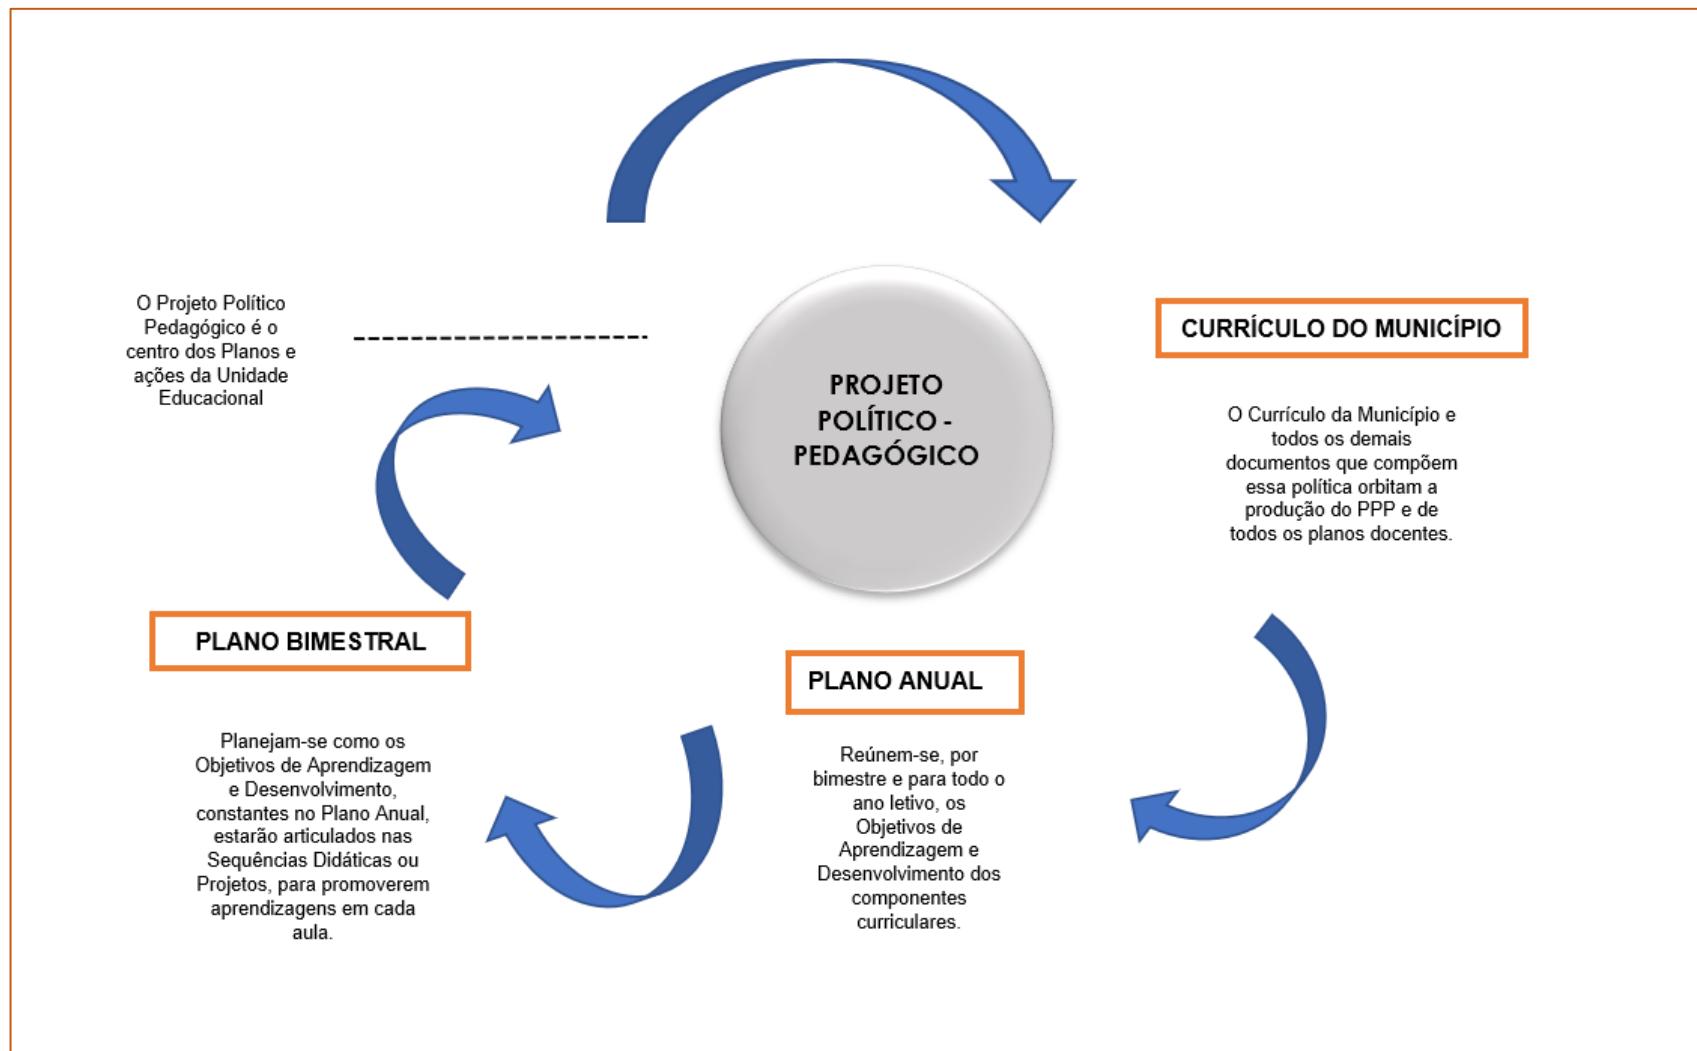 O Projeto Político
Pedagógico é o
centro dos Planos e
ações da Unidade
Educacional
PROJETO
POLÍTICO -
PEDAGÓGICO
CURRÍCULO DO MUNICÍPIO
O Currículo da Município e
todos os demais
documentos que compõem
essa política orbitam a
produção do PPP e de
todos os planos docentes.
PLANO BIMESTRAL
Planejam-se como os
Objetivos de Aprendizagem
e Desenvolvimento,
constantes no Plano Anual,
estarão articulados nas
Sequências Didáticas ou
Projetos, para promoverem
aprendizagens em cada
aula.
PLANO ANUAL
Reúnem-se, por
bimestre e para todo o
ano letivo, os
Objetivos de
Aprendizagem e
Desenvolvimento dos
componentes
curriculares.